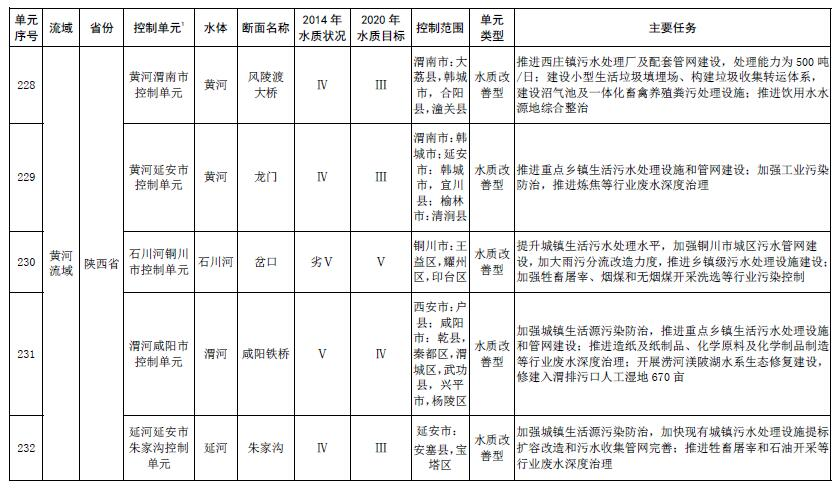 单元 流域 省份 控制单元¹ 水体 断面名称 2014 年 2020 年 控制范围 单元 主要任务
序号 水质状况 水质目标 类型
黄河
流域
陕西省
228
黄河渭南市
控制单元
黄河
风陵渡
大桥
Ⅳ
Ⅲ
渭南市：大
荔县，韩城
市，合阳
县，潼关县
水质改
善型
推进西庄镇污水处理厂及配套管网建设，处理能力为 500 吨
/日；建设小型生活垃圾填埋场、构建垃圾收集转运体系，
建设沼气池及一体化畜禽养殖粪污处理设施；推进饮用水水
源地综合整治
229
黄河延安市
控制单元
黄河
龙门
Ⅳ
Ⅲ
渭南市：韩
城市；延安
市：韩城
市，宜川
县；榆林
市：清涧县
水质改
善型
推进重点乡镇生活污水处理设施和管网建设；加强工业污染
防治，推进炼焦等行业废水深度治理
230
石川河铜川
市控制单元
石川河
岔口
劣Ⅴ
Ⅴ
铜川市：王
益区，耀州
区，印台区
水质改
善型
提升城镇生活污水处理水平，加强铜川市城区污水管网建
设，加大雨污分流改造力度，推进乡镇级污水处理设施建设；
加强牲畜屠宰、烟煤和无烟煤开采洗选等行业污染控制
231
渭河咸阳市
控制单元
渭河
咸阳铁桥
Ⅴ
Ⅳ
西安市：户
县；咸阳
市：乾县，
秦都区，渭
城区，武功
县，兴平
市，杨陵区
水质改
善型
加强城镇生活源污染防治，推进重点乡镇生活污水处理设施
和管网建设；推进造纸及纸制品、化学原料及化学制品制造
等行业废水深度治理；开展涝河渼陂湖水系生态修复建设，
修建入渭排污口人工湿地 670 亩
232
延河延安市
朱家沟控制
单元
延河
朱家沟
Ⅳ
Ⅲ
延安市：
安塞县，宝
塔区
水质改
善型
加强城镇生活源污染防治，加快现有城镇污水处理设施提标
扩容改造和污水收集管网完善；推进牲畜屠宰和石油开采等
行业废水深度治理